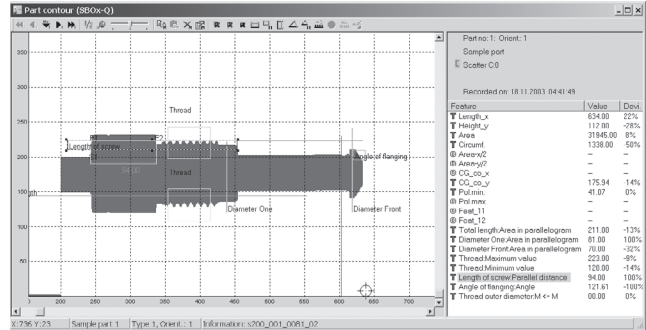 Part contour (SBOx-Q)
Part no: 1; Orient.: 1
Sample part
Scatter C:0
Recorded on: 18.11.2003 04:41:49
350
300
250
200
150
100
50
Thread
Length of screw
94.00
Angle of flanging
Thread
Diameter One
Diameter Front
200 250 300 350 400 450 500 550 600 650 700
Feature Value Devi.
T Length_x 634.00 22%
T Height_y 112.00 -28%
T Area 31945.00 8%
T Circumf. 1338.00 -50%
Area-x/2 – –
Area-y/2 – –
CG_co_x – –
T CG_co_y 175.94 14%
T Pol.min. 41.07 0%
Pol.max – –
Feat_11 – –
Feat_12 – –
T Total length:Area in parallelogram 211.00 -13%
T Diameter One:Area in parallelogram 81.00 100%
T Diameter Front:Area in parallelogram 70.00 -32%
T Thread:Maximum value 223.00 -9%
T Thread:Minimum value 120.00 -14%
T Length of screw:Parallel distance 94.00 100%
T Angle of flanging:Angle 121.61 -100%
T Thread outer diameter:M <- M 00.00 0%
X:736 Y:23 Sample part: 1 Type 1, Orient.: 1 Information: s200_001_0081_02